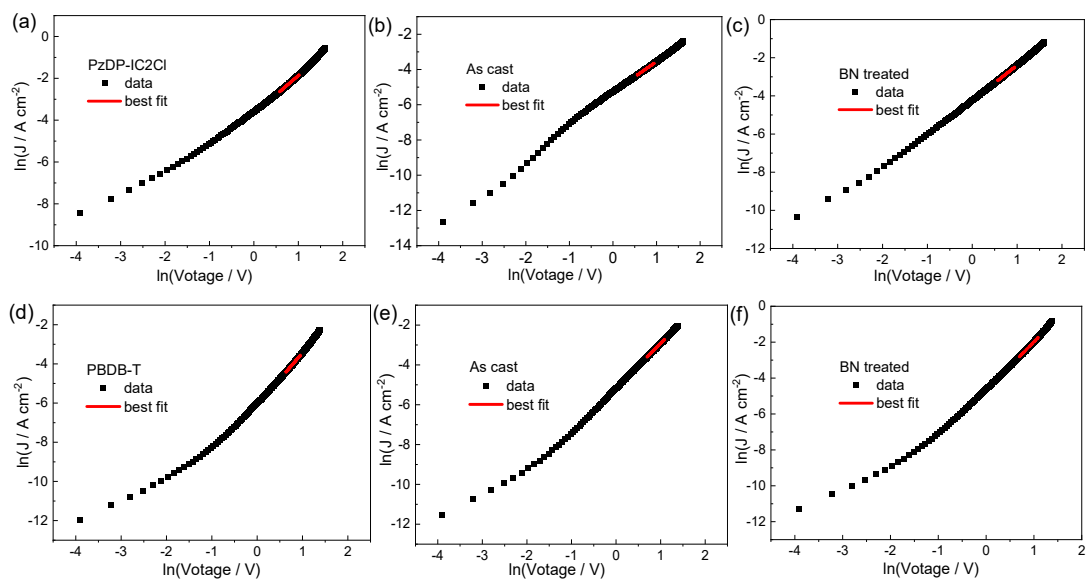 (a)
0
-2
-4
-6
-8
-10
ln(J / A cm-2)
PzDP-IC2Cl
data
best fit
-4 -3 -2 -1 0 1 2
ln(Votage / V)
(b)
0
-2
-4
-6
-8
-10
-12
-14
ln(J / A cm-2)
As cast
data
best fit
-4 -3 -2 -1 0 1 2
ln(Votage / V)
(c)
0
-2
-4
-6
-8
-10
-12
ln(J / A cm-2)
BN treated
data
best fit
-4 -3 -2 -1 0 1 2
ln(Votage / V)
(d)
-2
-4
-6
-8
-10
-12
ln(J / A cm-2)
PBDB-T
data
best fit
-4 -3 -2 -1 0 1 2
ln(Votage / V)
(e)
-2
-4
-6
-8
-10
-12
ln(J / A cm-2)
As cast
data
best fit
-4 -3 -2 -1 0 1 2
ln(Votage / V)
(f)
0
-2
-4
-6
-8
-10
-12
ln(J / A cm-2)
BN treated
data
best fit
-4 -3 -2 -1 0 1 2
ln(Votage / V)